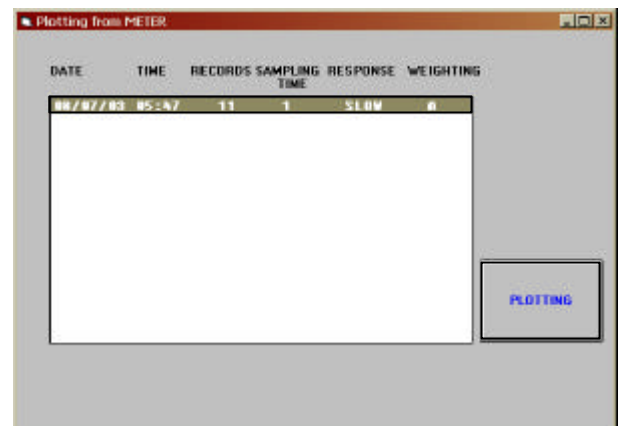 Plotting from METER
DATE TIME RECORDS SAMPLING TIME RESPONSE WEIGHTING
05:47 11 1 SLOW
PLOTTING